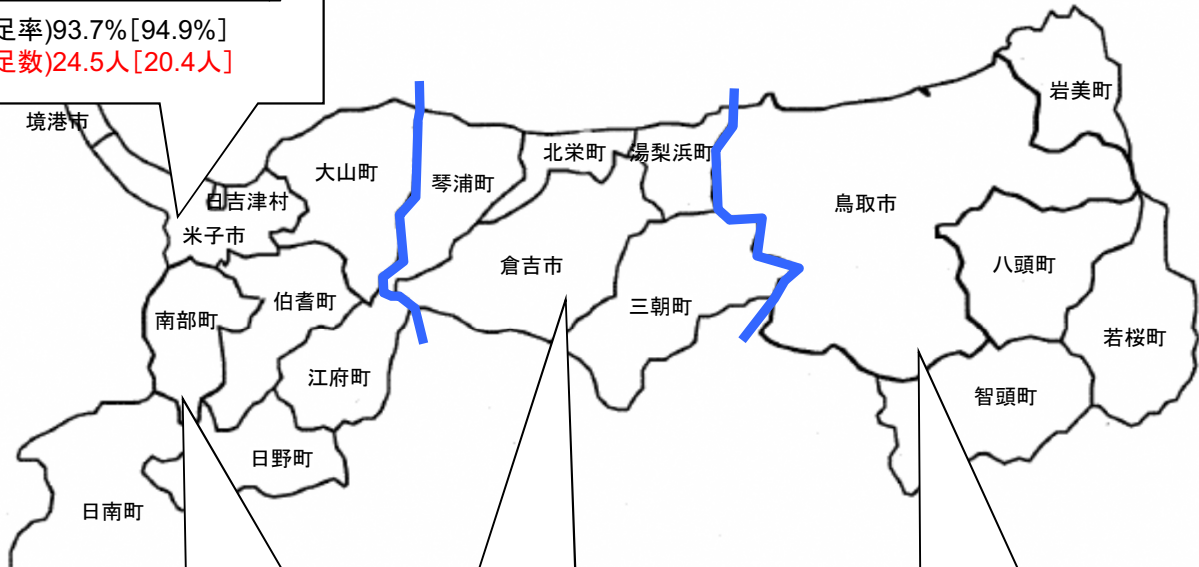 足率)93.7%[94.9%]
足数)24.5人[20.4人]
境港市
岩美町
大山町
琴浦町
北栄町
湯梨浜町
日吉津村
鳥取市
米子市
倉吉市
八頭町
伯耆町
三朝町
南部町
若桜町
江府町
智頭町
日野町
日南町